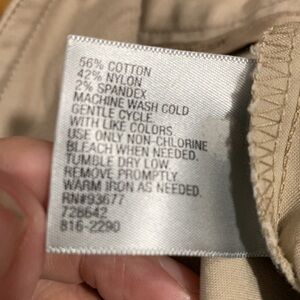 56% COTTON
42% NYLON
2% SPANDEX
MACHINE WASH COLD
GENTLE CYCLE.
WITH LIKE COLORS
USE ONLY NON-CHLORINE
BLEACH WHEN NEEDED.
TUMBLE DRY LOW.
REMOVE PROMPTLY
WARM IRON AS NEEDED.
RN#93677
728642
816-2290